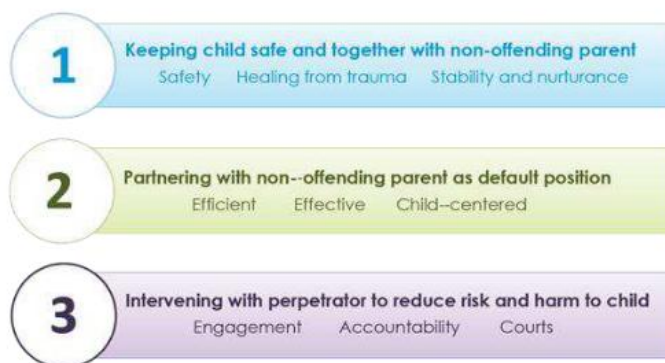 1
Keeping child safe and together with non-offending parent
Safety Healing from trauma Stability and nurturance
2
Partnering with non--offending parent as default position
Efficient Effective Child--centered
3
Intervening with perpetrator to reduce risk and harm to child
Engagement Accountability Courts